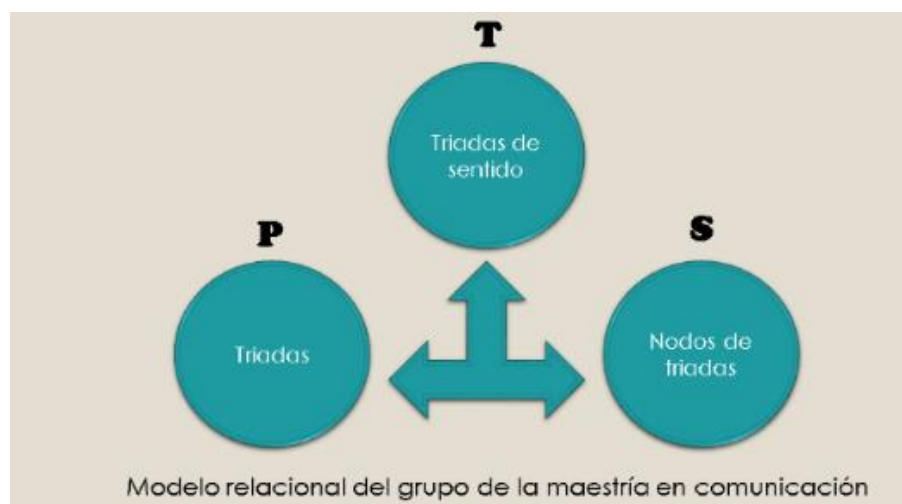 T
Triadas de
sentido
P
S
Triadas
Nodos de
triadas
Modelo relacional del grupo de la maestría en comunicación